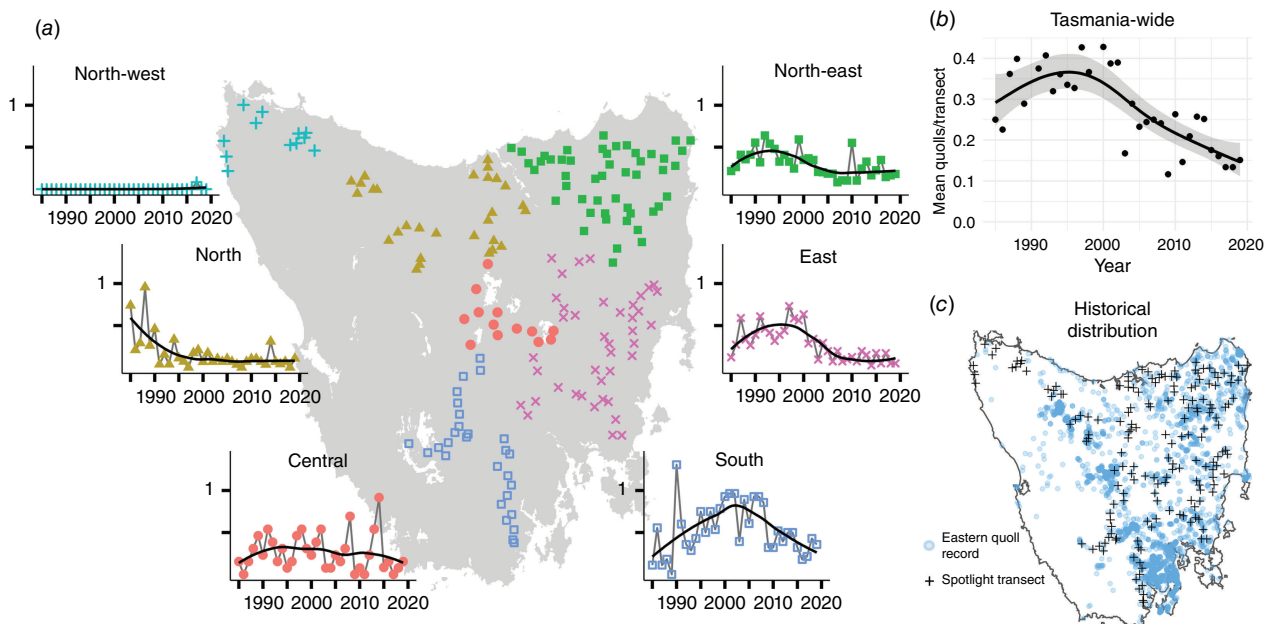 (a)
North-west
1
1990 2000 2010 2020
North
1
1990 2000 2010 2020
Central
1
1990 2000 2010 2020
North-east
1
1990 2000 2010 2020
East
1
1990 2000 2010 2020
South
1
1990 2000 2010 2020
(b)
Tasmania-wide
Mean quolls/transect
0.4
0.3
0.2
0.1
0.0
1990 2000 2010 2020
Year
(c)
Historical
distribution
Eastern quoll
record
Spotlight transect